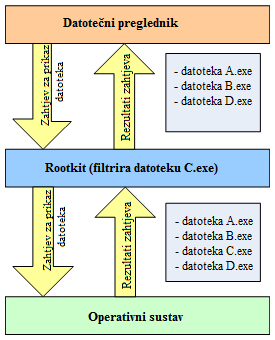 Datotečni preglednik
Zahtjev za prikaz
datoteka
Rezultati zahtjeva
- datoteka A.exe
- datoteka B.exe
- datoteka D.exe
Rootkit (filtrira datoteku C.exe)
Zahtjev za prikaz
datoteka
Rezultati zahtjeva
- datoteka A.exe
- datoteka B.exe
- datoteka C.exe
- datoteka D.exe
Operativni sustav